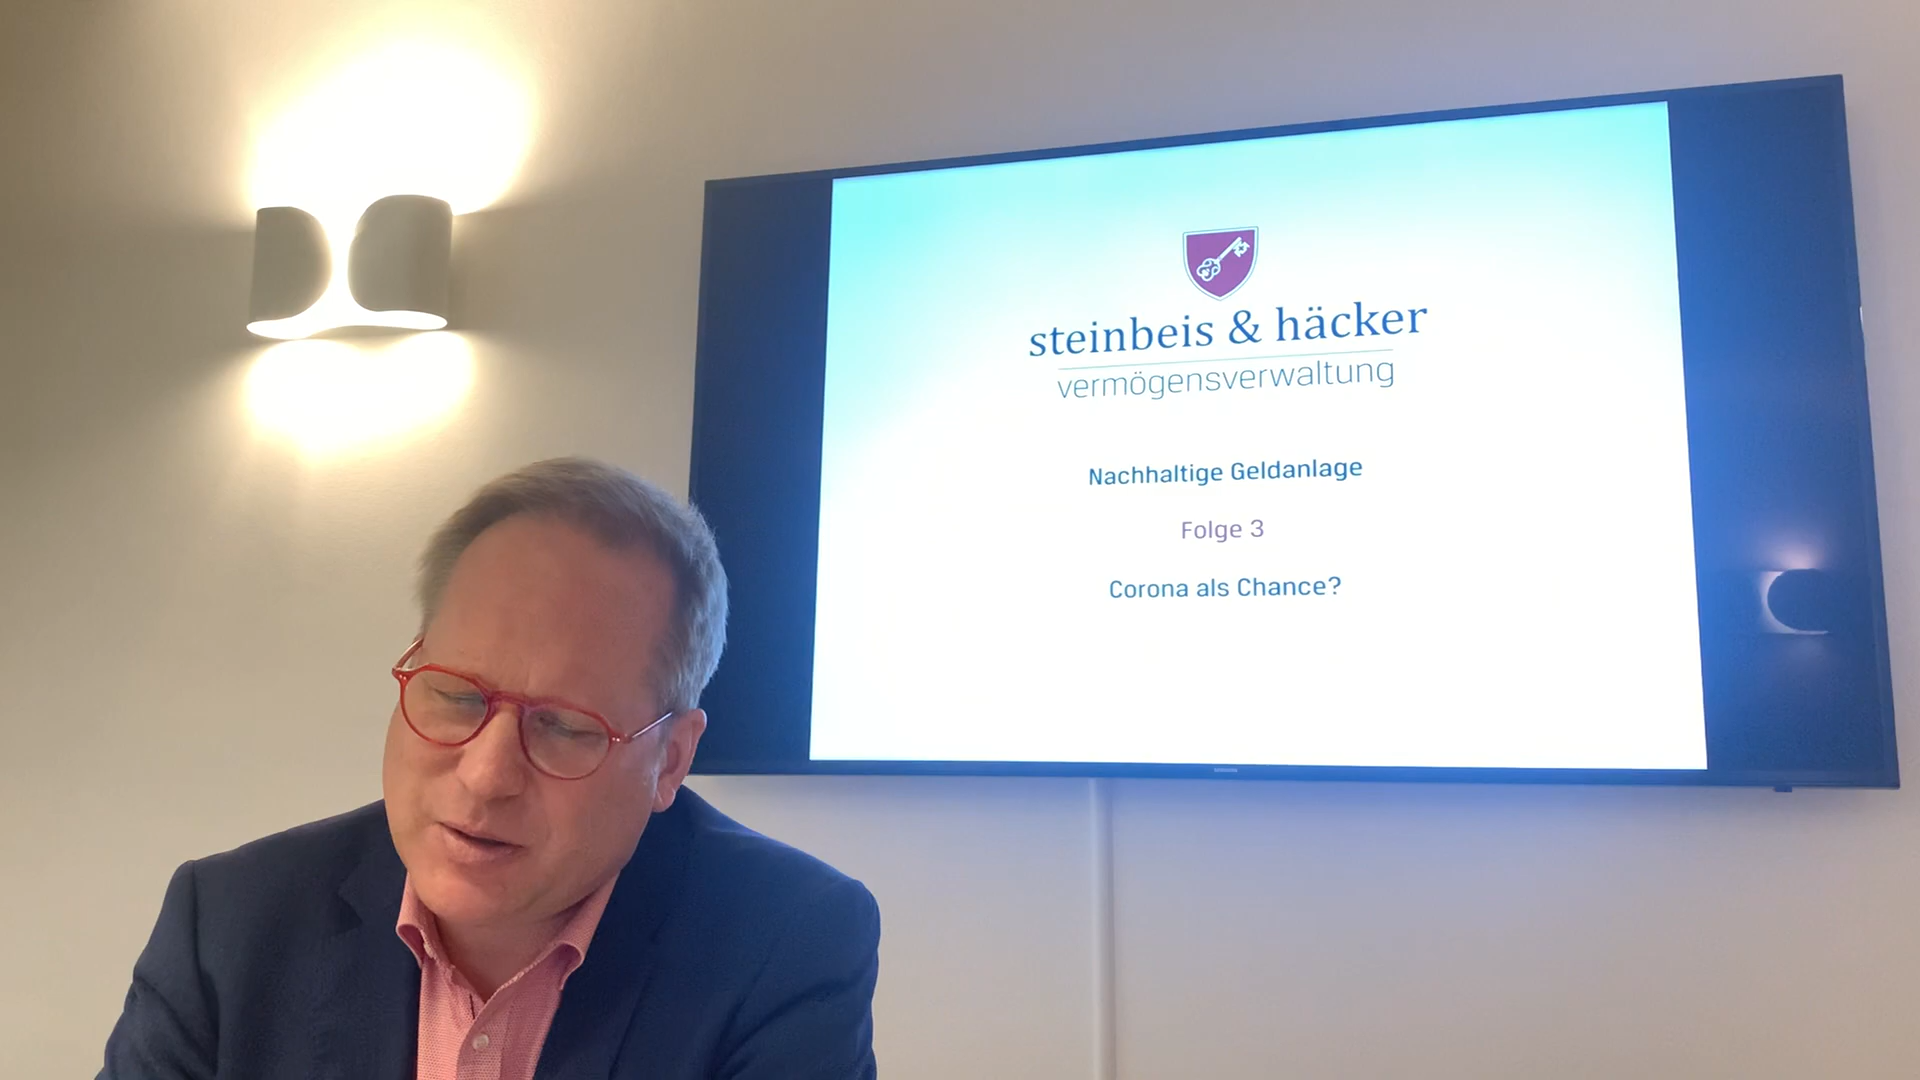 steinbeis & häcker
vermögensverwaltung
Nachhaltige Geldanlage
Folge 3
Corona als Chance?